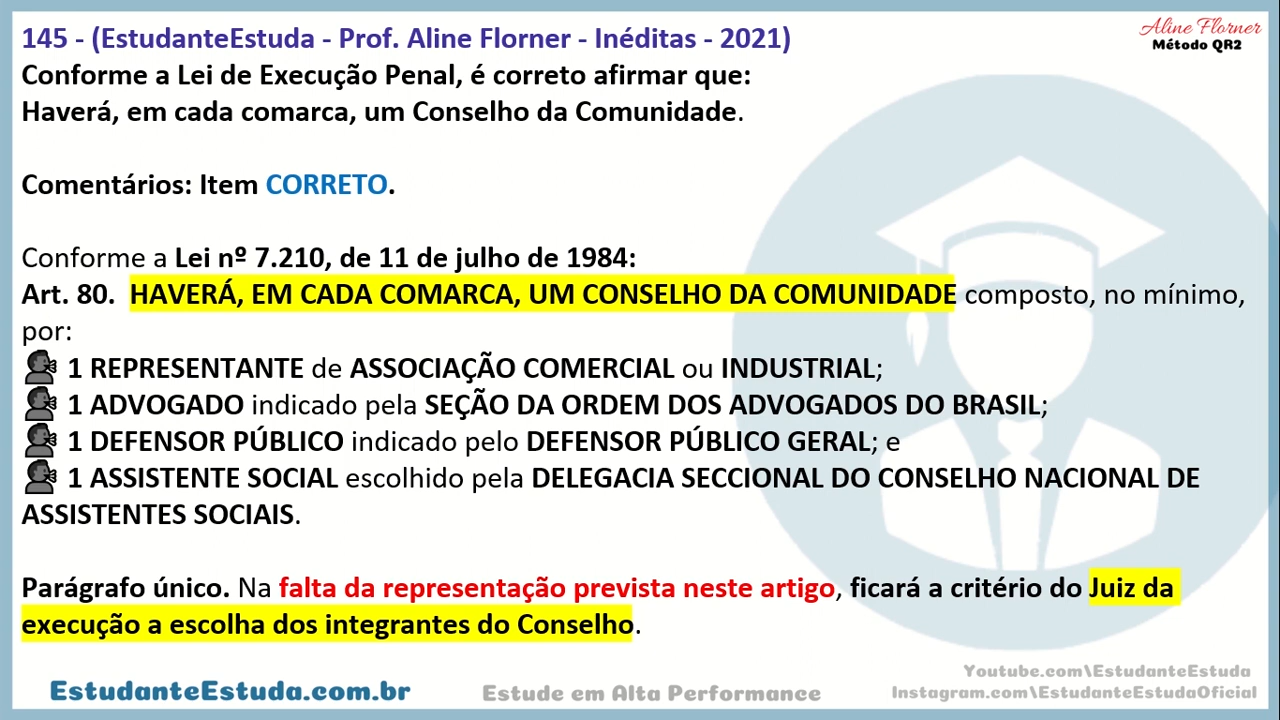 Aline Florner
Método QR2
145 - (EstudanteEstuda - Prof. Aline Florner - Inéditas - 2021)
Conforme a Lei de Execução Penal, é correto afirmar que:
Haverá, em cada comarca, um Conselho da Comunidade.
Comentários: Item CORRETO.
Conforme a Lei nº 7.210, de 11 de julho de 1984:
Art. 80. HAVERÁ, EM CADA COMARCA, UM CONSELHO DA COMUNIDADE composto, no mínimo,
por:
1 REPRESENTANTE de ASSOCIAÇÃO COMERCIAL ou INDUSTRIAL;
1 ADVOGADO indicado pela SEÇÃO DA ORDEM DOS ADVOGADOS DO BRASIL;
1 DEFENSOR PÚBLICO indicado pelo DEFENSOR PÚBLICO GERAL; e
1 ASSISTENTE SOCIAL escolhido pela DELEGACIA SECCIONAL DO CONSELHO NACIONAL DE
ASSISTENTES SOCIAIS.
Parágrafo único. Na falta da representação prevista neste artigo, ficará a critério do Juiz da
execução a escolha dos integrantes do Conselho.
EstudanteEstuda.com.br
Estude em Alta Performance
Youtube.com\EstudanteEstuda
Instagram.com\EstudanteEstudaOficial